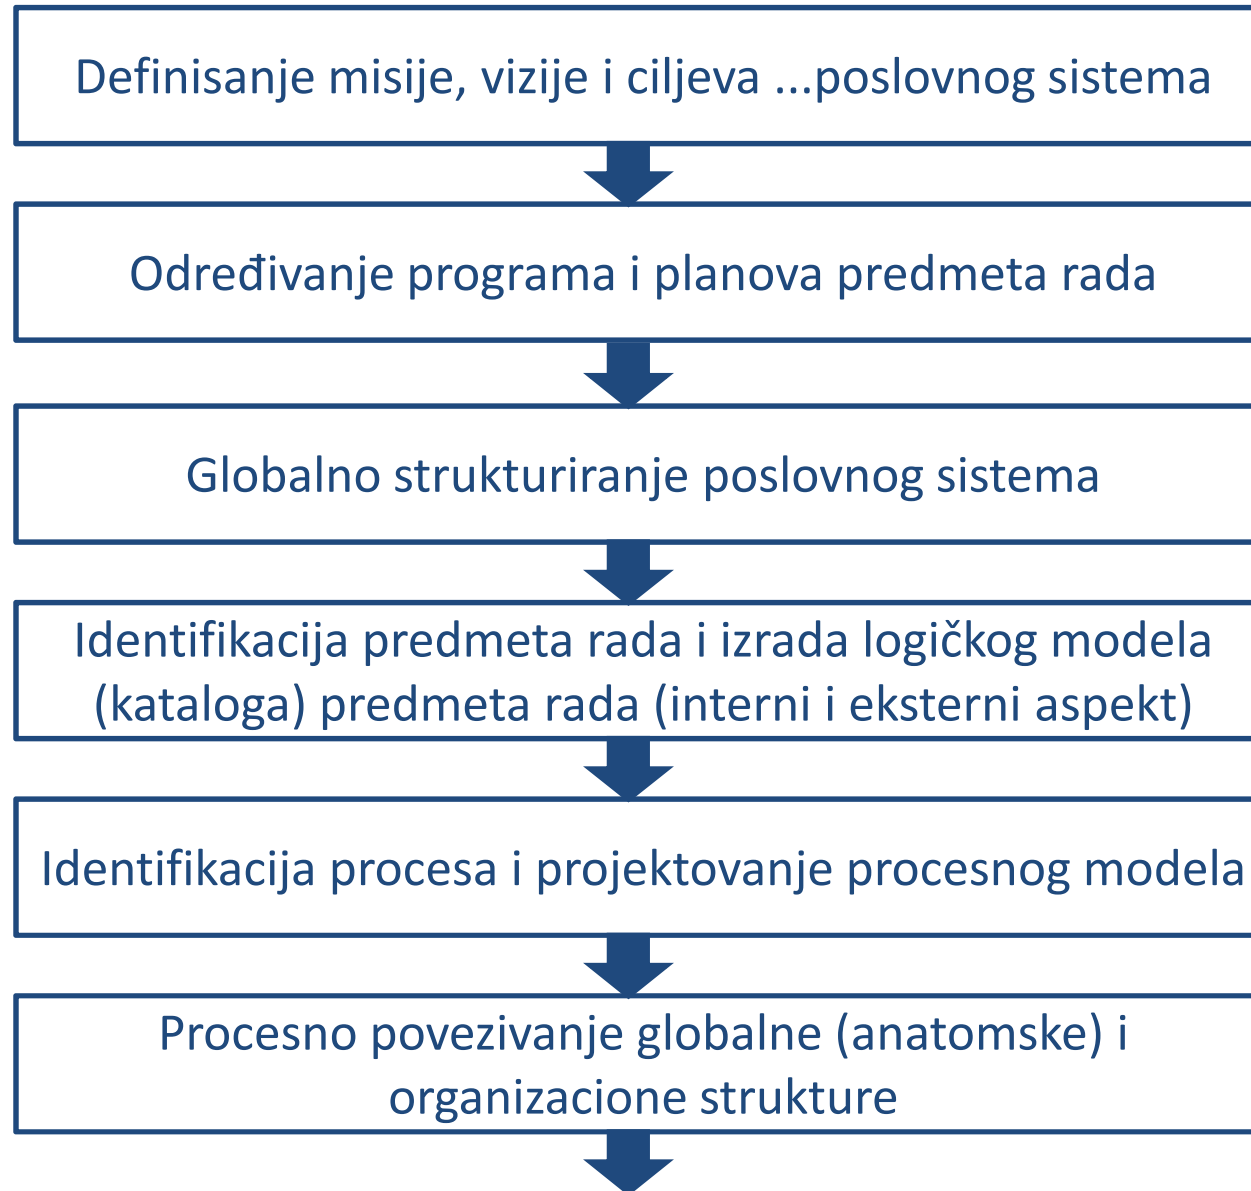 Definisanje misije, vizije i ciljeva ...poslovnog sistema
Određivanje programa i planova predmeta rada
Globalno strukturiranje poslovnog sistema
Identifikacija predmeta rada i izrada logičkog modela
(kataloga) predmeta rada (interni i eksterni aspekt)
Identifikacija procesa i projektovanje procesnog modela
Procesno povezivanje globalne (anatomske) i
organizacione strukture